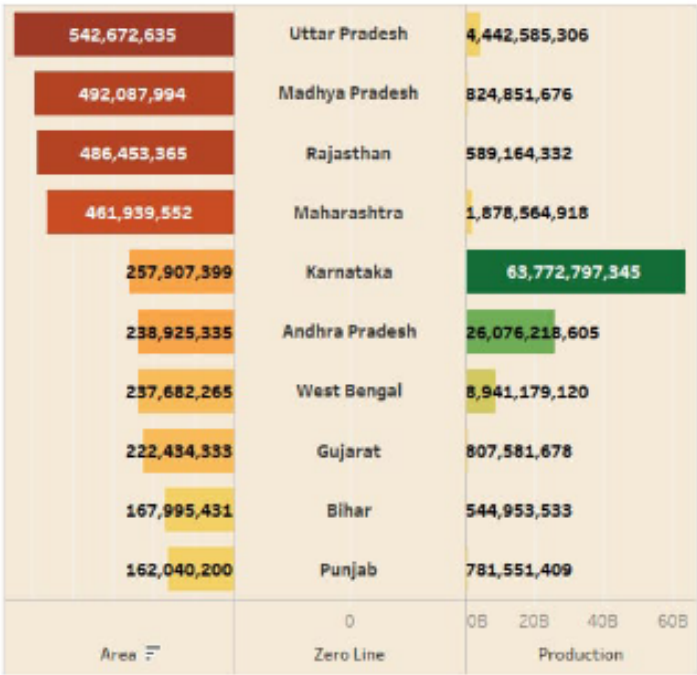 542,672,635 Uttar Pradesh 4,442,585,306
492,087,994 Madhya Pradesh 824,851,676
486,453,365 Rajasthan 589,164,332
461,939,552 Maharashtra 1,878,564,918
257,907,399 Karnataka 63,772,797,345
238,925,335 Andhra Pradesh 26,076,218,605
237,682,265 West Bengal 8,941,179,120
222,434,333 Gujarat 807,581,678
167,995,431 Bihar 544,953,533
162,040,200 Punjab 781,551,409
0 0B 20B 40B 60B
Area Zero Line Production